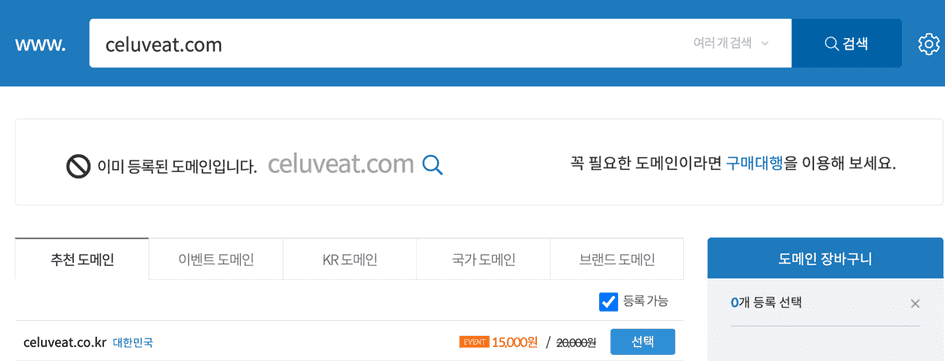 www. celuveat.com 여러 개 검색 검색
이미 등록된 도메인입니다. celuveat.com 꼭 필요한 도메인이라면 구매대행을 이용해 보세요.
추천 도메인 이벤트 도메인 KR 도메인 국가 도메인 브랜드 도메인 도메인 장바구니
등록 가능 0개 등록 선택
celuveat.co.kr 대한민국 EVENT 15,000원 / 20,000원 선택